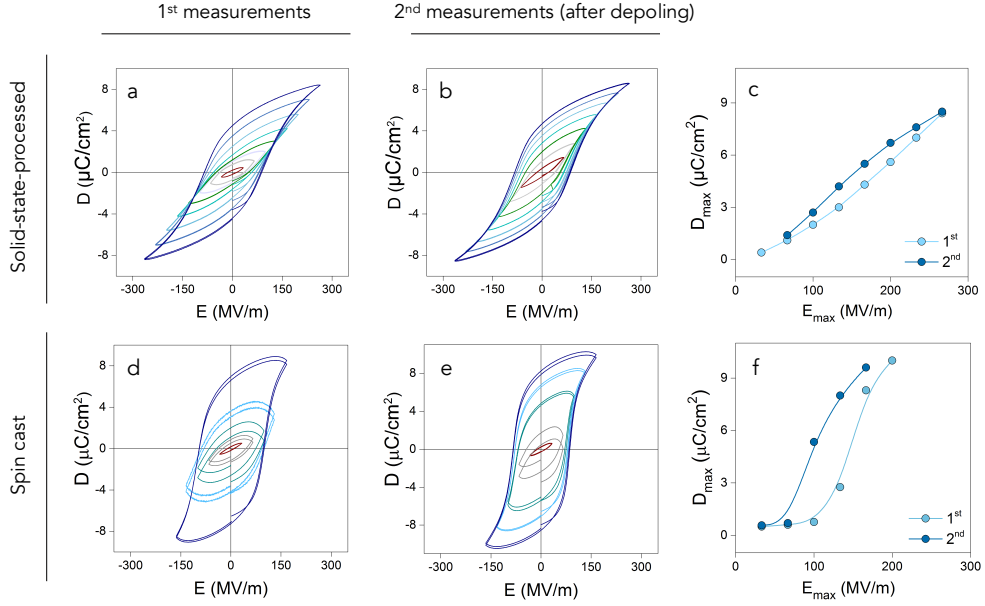 1st measurements
2nd measurements (after depoling)
Solid-state-processed
a
D (µC/cm2)
8
4
0
-4
-8
-300 -150 0 150 300
E (MV/m)
b
D (µC/cm2)
8
4
0
-4
-8
-300 -150 0 150 300
E (MV/m)
c
Dmax (µC/cm2)
9
6
3
0
1st
2nd
0 100 200 300
Emax (MV/m)
Spin cast
d
D (µC/cm2)
8
4
0
-4
-8
-300 -150 0 150 300
E (MV/m)
e
D (µC/cm2)
8
4
0
-4
-8
-300 -150 0 150 300
E (MV/m)
f
Dmax (µC/cm2)
9
6
3
0
1st
2nd
0 100 200 300
Emax (MV/m)